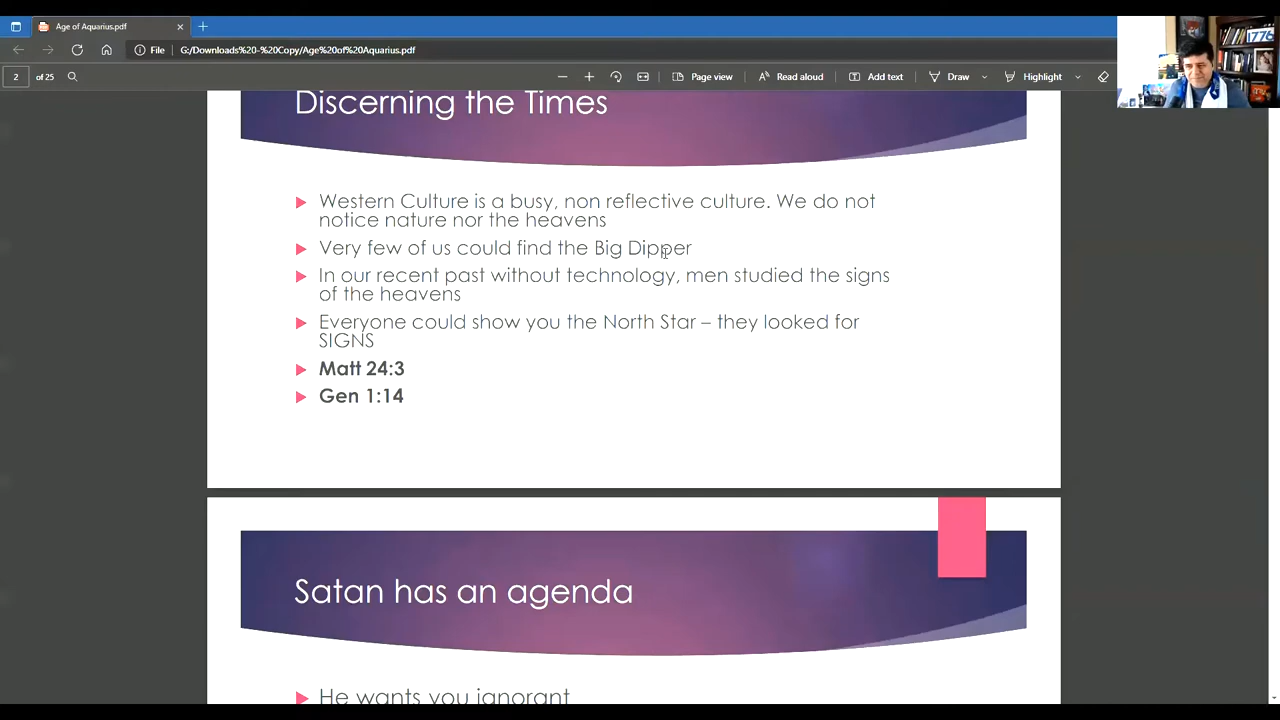 Age of Aquarius.pdf
File G:/Downloads%20-%20Copy/Age%20of%20Aquarius.pdf
2 of 25 Page view Read aloud Add text Draw Highlight
1776
Discerning the Times
Western Culture is a busy, non reflective culture. We do not
notice nature nor the heavens
Very few of us could find the Big Dipper
In our recent past without technology, men studied the signs
of the heavens
Everyone could show you the North Star – they looked for
SIGNS
Matt 24:3
Gen 1:14
Satan has an agenda
He wants you ignorant